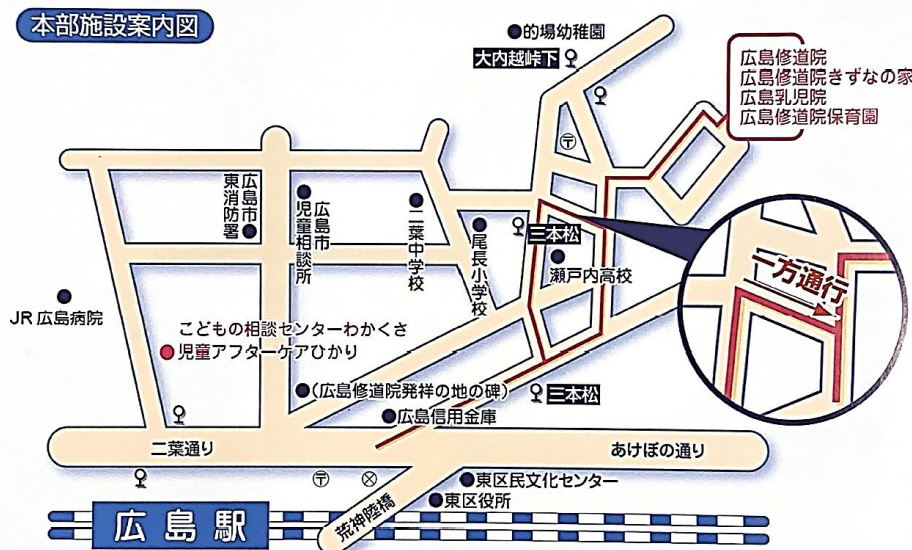 本部施設案内図
的場幼稚園
大内越峠下
広島修道院
広島修道院きずなの家
広島乳児院
広島修道院保育園
〒
広島市
東消防署
広島市
児童相談所
二葉中学校
尾長小学校
三本松
瀬戸内高校
一方通行
JR広島病院
こどもの相談センターわかくさ
児童アフターケアひかり
(広島修道院発祥の地の碑)
三本松
広島信用金庫
二葉通り
あけぼの通り
〒
東区民文化センター
東区役所
荒神陸橋
広島駅